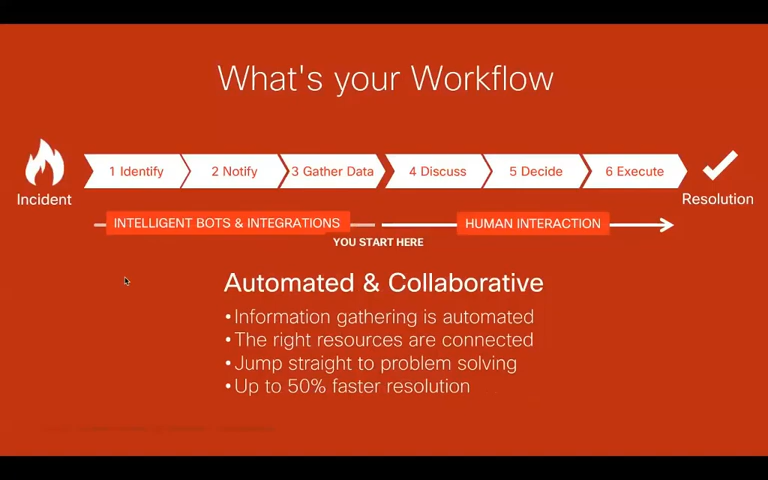 What's your Workflow
1 Identify
2 Notify
3 Gather Data
4 Discuss
5 Decide
6 Execute
Incident
Resolution
INTELLIGENT BOTS & INTEGRATIONS
HUMAN INTERACTION
YOU START HERE
Automated & Collaborative
•Information gathering is automated
•The right resources are connected
•Jump straight to problem solving
•Up to 50% faster resolution